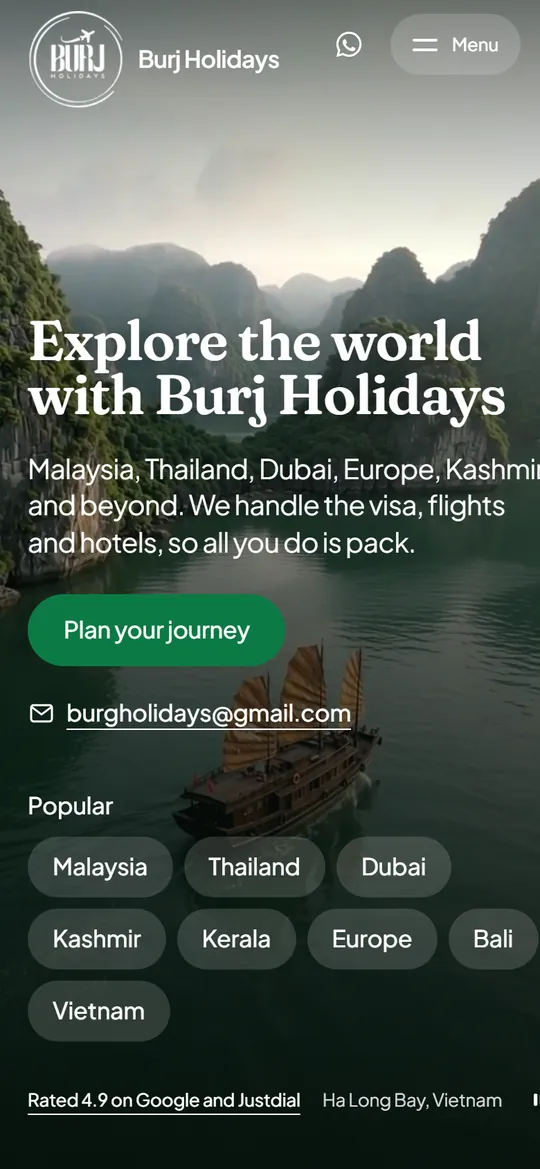 BURJ
HOLIDAYS
Burj Holidays
Menu
Explore the world
with Burj Holidays
Malaysia, Thailand, Dubai, Europe, Kashmir
and beyond. We handle the visa, flights
and hotels, so all you do is pack.
Plan your journey
burgholidays@gmail.com
Popular
Malaysia
Thailand
Dubai
Kashmir
Kerala
Europe
Bali
Vietnam
Rated 4.9 on Google and Justdial
Ha Long Bay, Vietnam